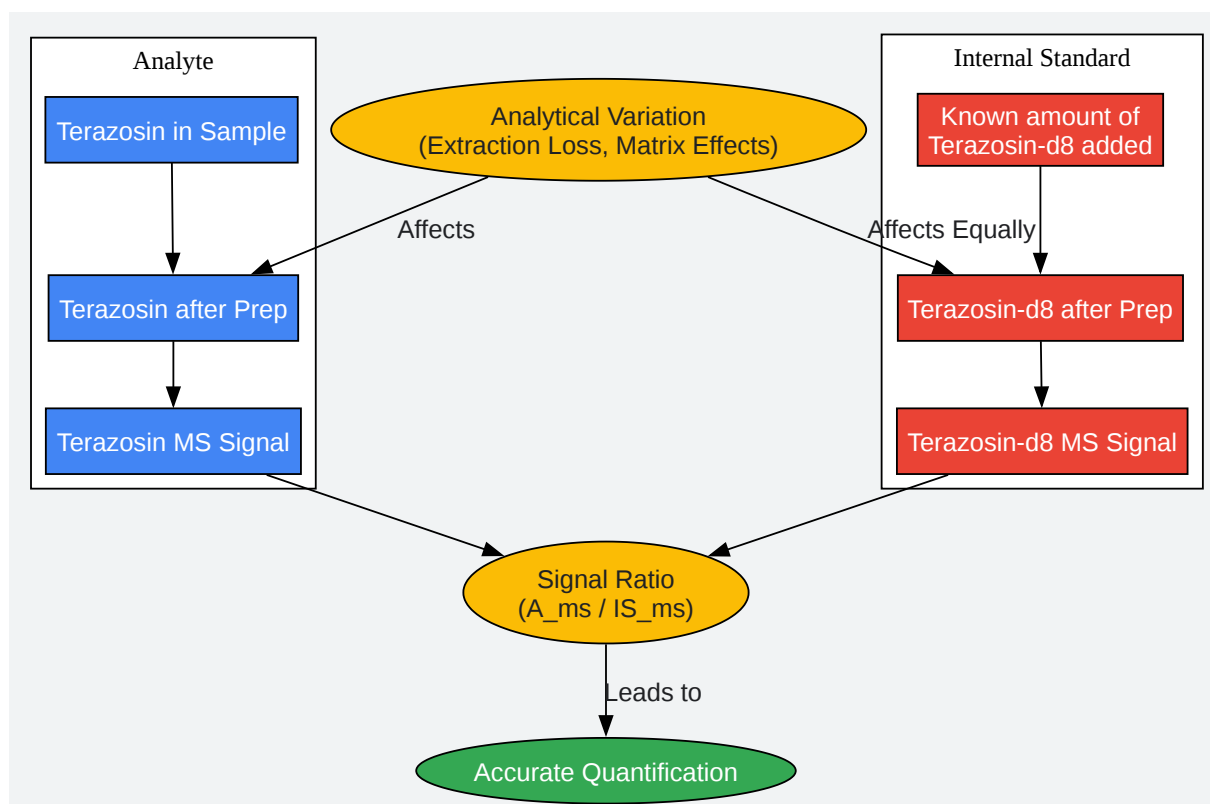 Analyte
Internal Standard
Terazosin in Sample
Analytical Variation
(Extraction Loss, Matrix Effects)
Known amount of
Terazosin-d8 added
Affects
Affects Equally
Terazosin after Prep
Terazosin-d8 after Prep
Terazosin MS Signal
Terazosin-d8 MS Signal
Signal Ratio
(A_ms / IS_ms)
Leads to
Accurate Quantification